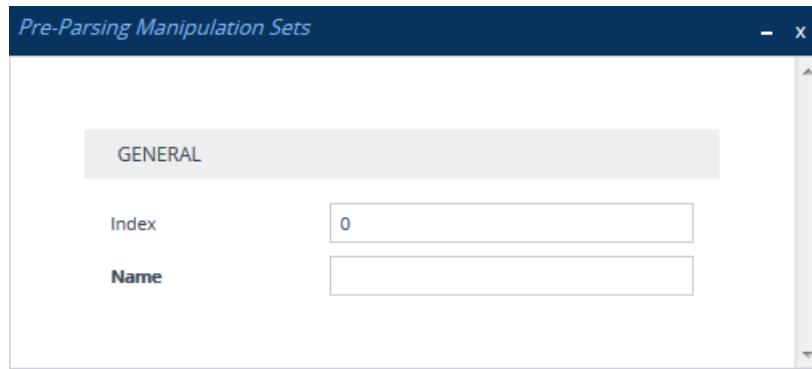 Pre-Parsing Manipulation Sets – x
GENERAL
Index 0
Name